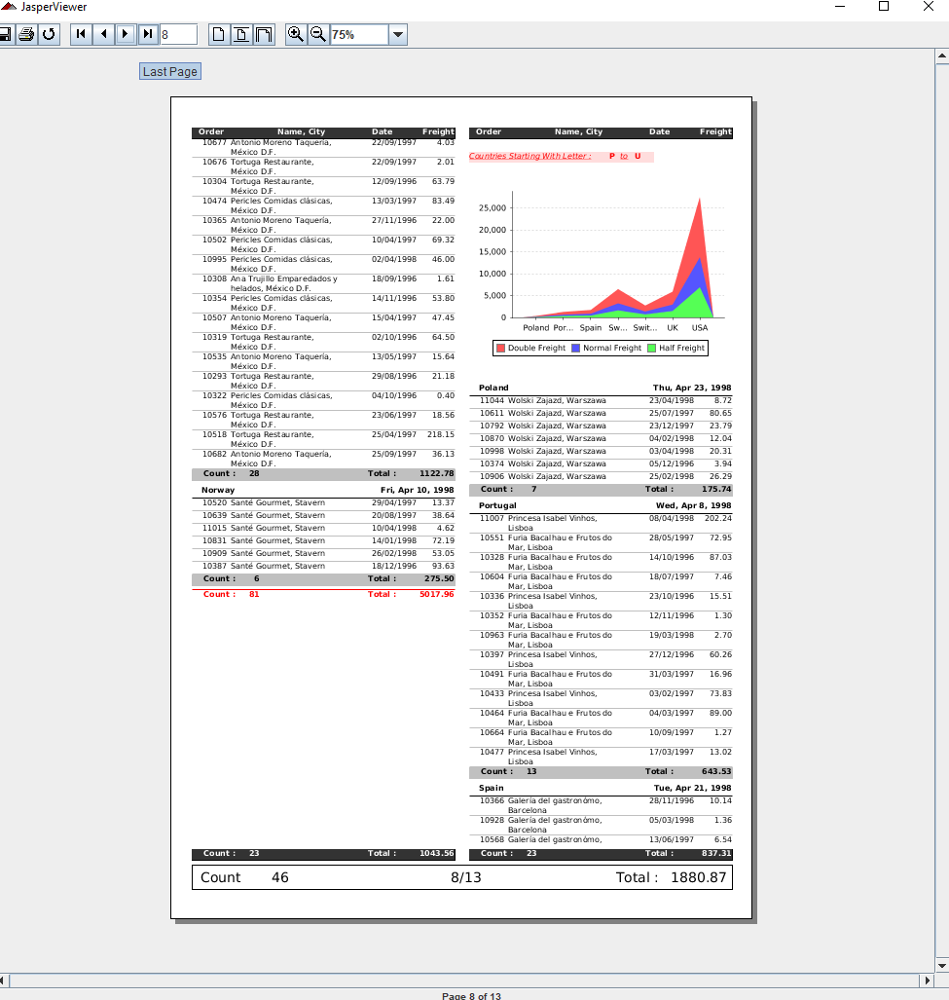 JasperViewer
8
75%
Last Page
Order Name, City Date Freight
10677 Antonio Moreno Taquería, 22/09/1997 4.03
México D.F.
10676 Tortuga Restaurante, 22/09/1997 2.01
México D.F.
10304 Tortuga Restaurante, 12/09/1996 63.79
México D.F.
10474 Pericles Comidas clásicas, 13/03/1997 83.49
México D.F.
10365 Antonio Moreno Taquería, 27/11/1996 22.00
México D.F.
10502 Pericles Comidas clásicas, 10/04/1997 69.32
México D.F.
10995 Pericles Comidas clásicas, 02/04/1998 46.00
México D.F.
10308 Ana Trujillo Emparedados y 18/09/1996 1.61
helados, México D.F.
10354 Pericles Comidas clásicas, 14/11/1996 53.80
México D.F.
10507 Antonio Moreno Taquería, 15/04/1997 47.45
México D.F.
10319 Tortuga Restaurante, 02/10/1996 64.50
México D.F.
10535 Antonio Moreno Taquería, 13/05/1997 15.64
México D.F.
10293 Tortuga Restaurante, 29/08/1996 21.18
México D.F.
10322 Pericles Comidas clásicas, 04/10/1996 0.40
México D.F.
10576 Tortuga Restaurante, 23/06/1997 18.56
México D.F.
10518 Tortuga Restaurante, 25/04/1997 218.15
México D.F.
10682 Antonio Moreno Taquería, 25/09/1997 36.13
México D.F.
Count : 28 Total : 1122.78
Norway Fri, Apr 10, 1998
10520 Santé Gourmet, Stavern 29/04/1997 13.37
10639 Santé Gourmet, Stavern 20/08/1997 38.64
11015 Santé Gourmet, Stavern 10/04/1998 4.62
10831 Santé Gourmet, Stavern 14/01/1998 72.19
10909 Santé Gourmet, Stavern 26/02/1998 53.05
10387 Santé Gourmet, Stavern 18/12/1996 93.63
Count : 6 Total : 275.50
Count : 81 Total : 5017.96
Count : 23 Total : 1043.56
Order Name, City Date Freight
Countries Starting With Letter : P to U
25,000
20,000
15,000
10,000
5,000
0
Poland Por... Spain Sw... Swit... UK USA
Double Freight Normal Freight Half Freight
Poland Thu, Apr 23, 1998
11044 Wolski Zajazd, Warszawa 23/04/1998 8.72
10611 Wolski Zajazd, Warszawa 25/07/1997 80.65
10792 Wolski Zajazd, Warszawa 23/12/1997 23.79
10870 Wolski Zajazd, Warszawa 04/02/1998 12.04
10998 Wolski Zajazd, Warszawa 03/04/1998 20.31
10374 Wolski Zajazd, Warszawa 05/12/1996 3.94
10906 Wolski Zajazd, Warszawa 25/02/1998 26.29
Count : 7 Total : 175.74
Portugal Wed, Apr 8, 1998
11007 Princesa Isabel Vinhos, 08/04/1998 202.24
Lisboa
10551 Furia Bacalhau e Frutos do 28/05/1997 72.95
Mar, Lisboa
10328 Furia Bacalhau e Frutos do 14/10/1996 87.03
Mar, Lisboa
10604 Furia Bacalhau e Frutos do 18/07/1997 7.46
Mar, Lisboa
10336 Princesa Isabel Vinhos, 23/10/1996 15.51
Lisboa
10352 Furia Bacalhau e Frutos do 12/11/1996 1.30
Mar, Lisboa
10963 Furia Bacalhau e Frutos do 19/03/1998 2.70
Mar, Lisboa
10397 Princesa Isabel Vinhos, 27/12/1996 60.26
Lisboa
10491 Furia Bacalhau e Frutos do 31/03/1997 16.96
Mar, Lisboa
10433 Princesa Isabel Vinhos, 03/02/1997 73.83
Lisboa
10464 Furia Bacalhau e Frutos do 04/03/1997 89.00
Mar, Lisboa
10664 Furia Bacalhau e Frutos do 10/09/1997 1.27
Mar, Lisboa
10477 Princesa Isabel Vinhos, 17/03/1997 13.02
Lisboa
Count : 13 Total : 643.53
Spain Tue, Apr 21, 1998
10366 Galería del gastronómo, 28/11/1996 10.14
Barcelona
10928 Galería del gastronómo, 05/03/1998 1.36
Barcelona
10568 Galería del gastronómo, 13/06/1997 6.54
Count : 23 Total : 837.31
Count 46 8/13 Total : 1880.87
Page 8 of 13